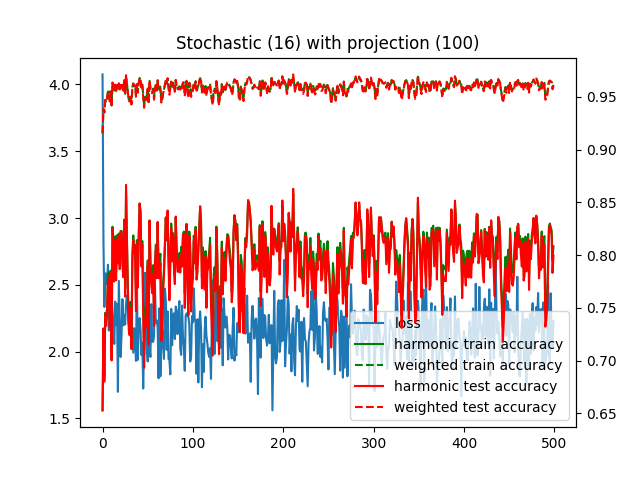 Stochastic (16) with projection (100)
4.0
3.5
3.0
2.5
2.0
1.5
0.95
0.90
0.85
0.80
0.75
0.70
0.65
loss
harmonic train accuracy
weighted train accuracy
harmonic test accuracy
weighted test accuracy
0 100 200 300 400 500